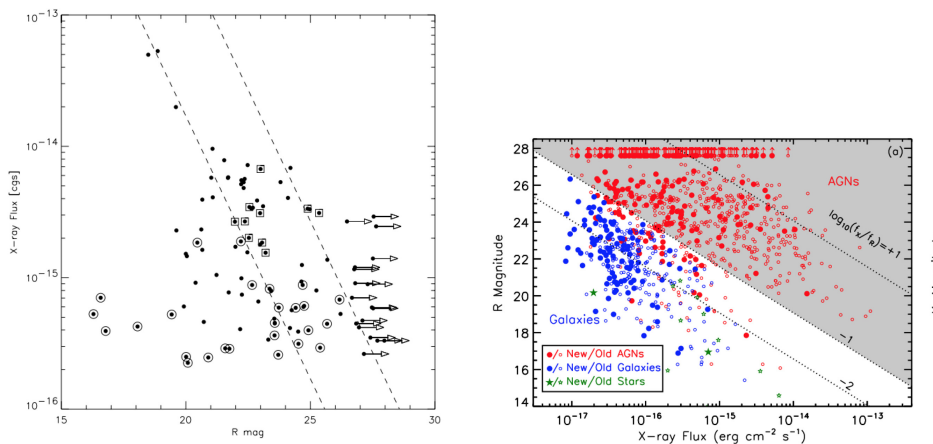 10⁻¹³
10⁻¹⁴
10⁻¹⁵
10⁻¹⁶
X-ray Flux [cgs]
15 20 25 30
R mag
28
26
24
22
20
18
16
14
R Magnitude
(a)
AGNs
log₁₀(fₓ/f_R)=+1
-1
-2
Galaxies
●/○ New/Old AGNs
●/○ New/Old Galaxies
★/☆ New/Old Stars
10⁻¹⁷ 10⁻¹⁶ 10⁻¹⁵ 10⁻¹⁴ 10⁻¹³
X-ray Flux (erg cm⁻² s⁻¹)